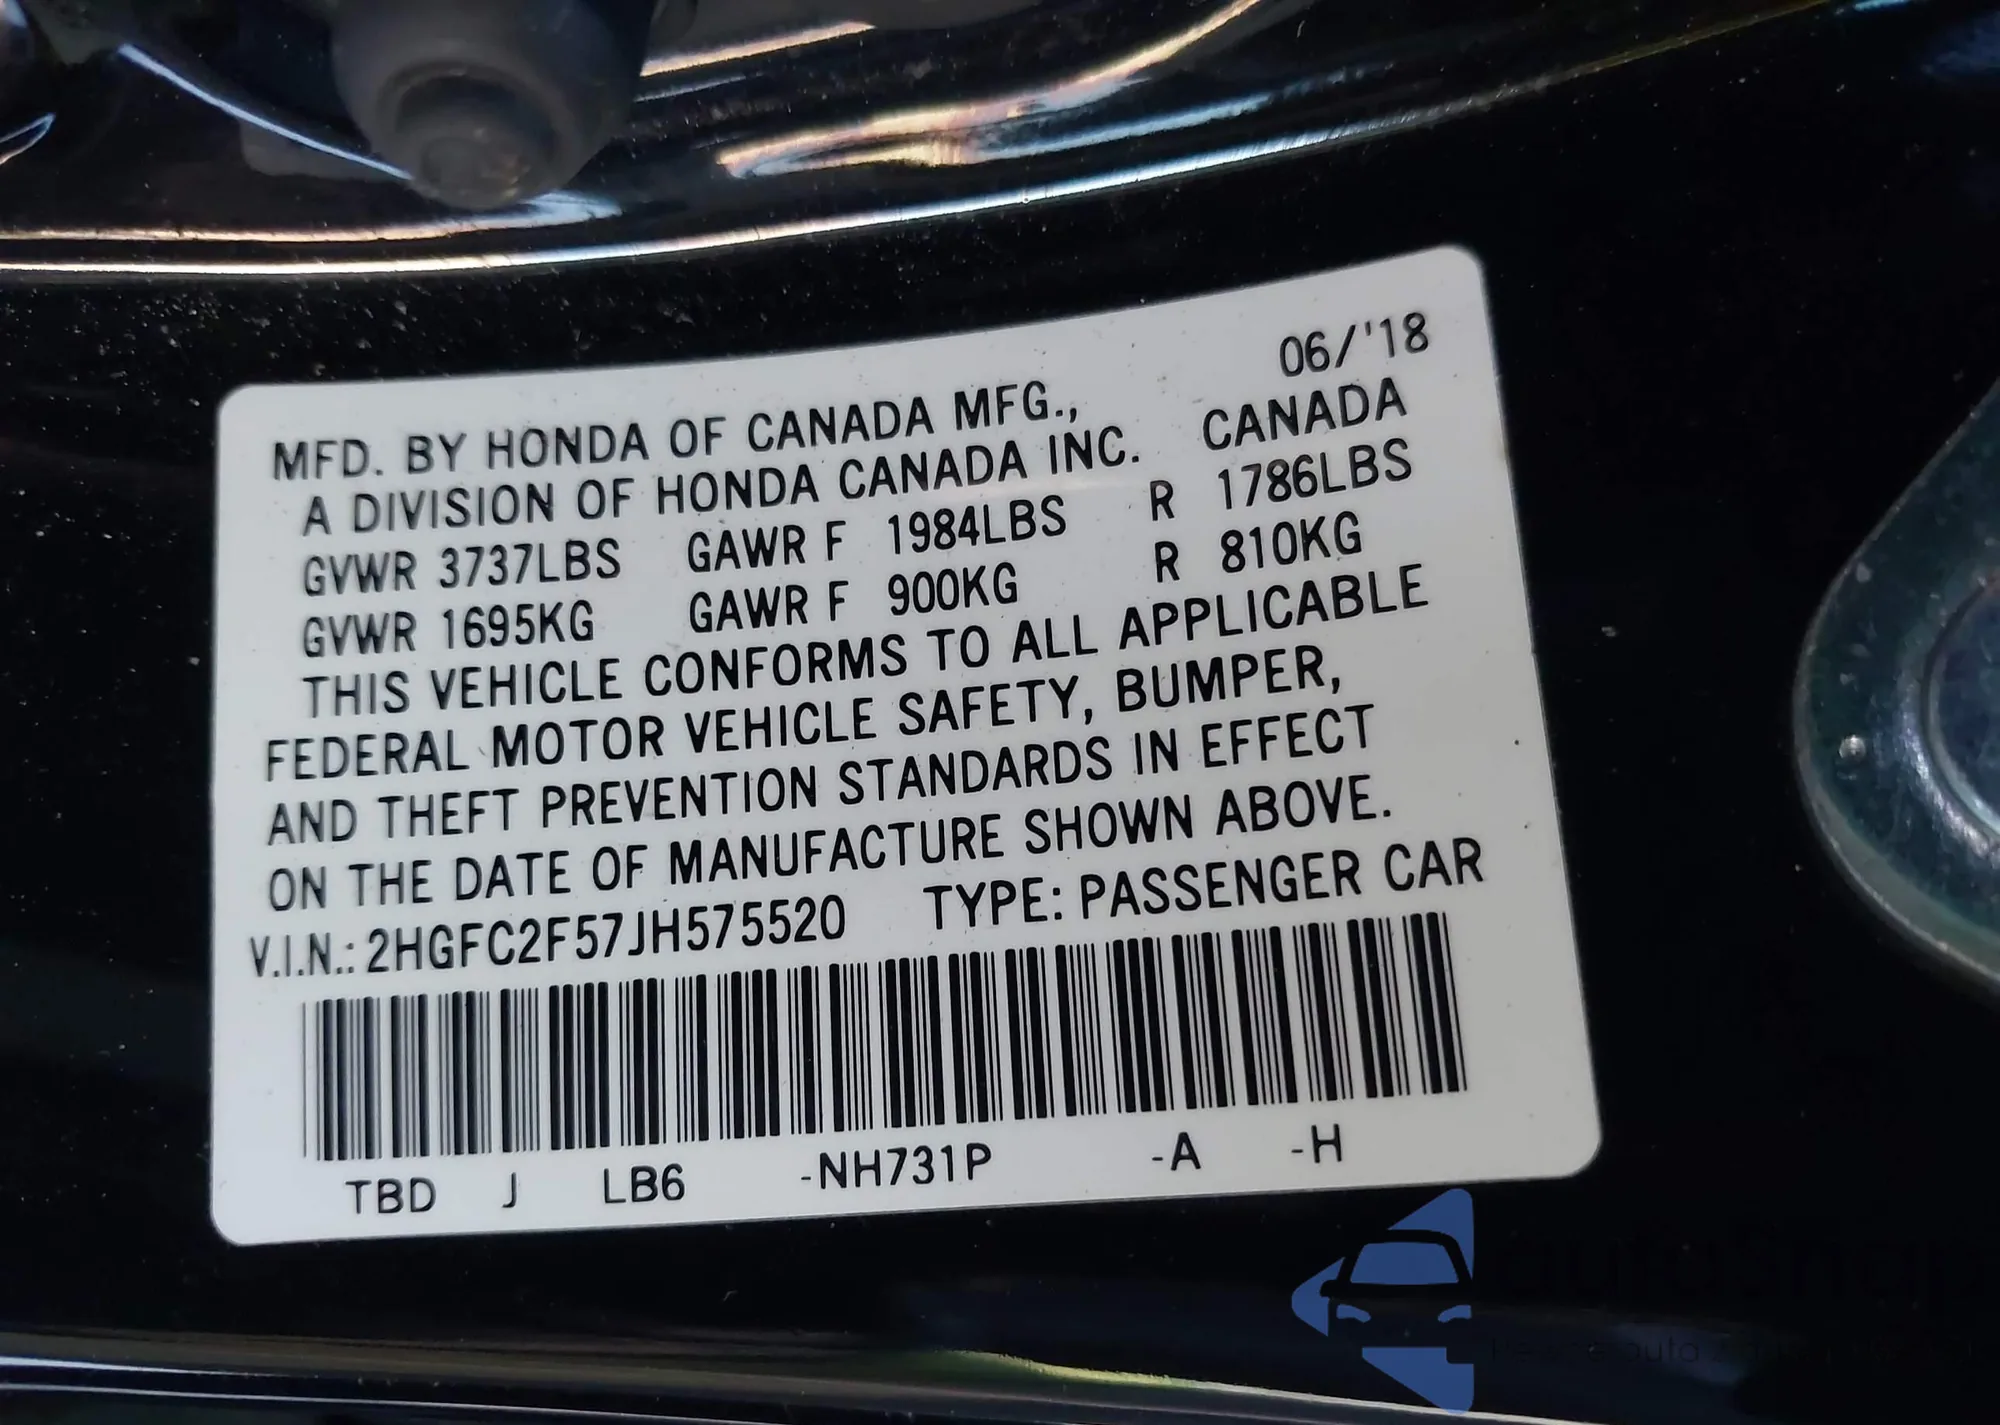 06/'18
MFD. BY HONDA OF CANADA MFG.,
A DIVISION OF HONDA CANADA INC. CANADA
GVWR 3737LBS GAWR F 1984LBS R 1786LBS
GVWR 1695KG GAWR F 900KG R 810KG
THIS VEHICLE CONFORMS TO ALL APPLICABLE
FEDERAL MOTOR VEHICLE SAFETY, BUMPER,
AND THEFT PREVENTION STANDARDS IN EFFECT
ON THE DATE OF MANUFACTURE SHOWN ABOVE.
V.I.N.: 2HGFC2F57JH575520 TYPE: PASSENGER CAR
TBD J LB6 -NH731P -A -H